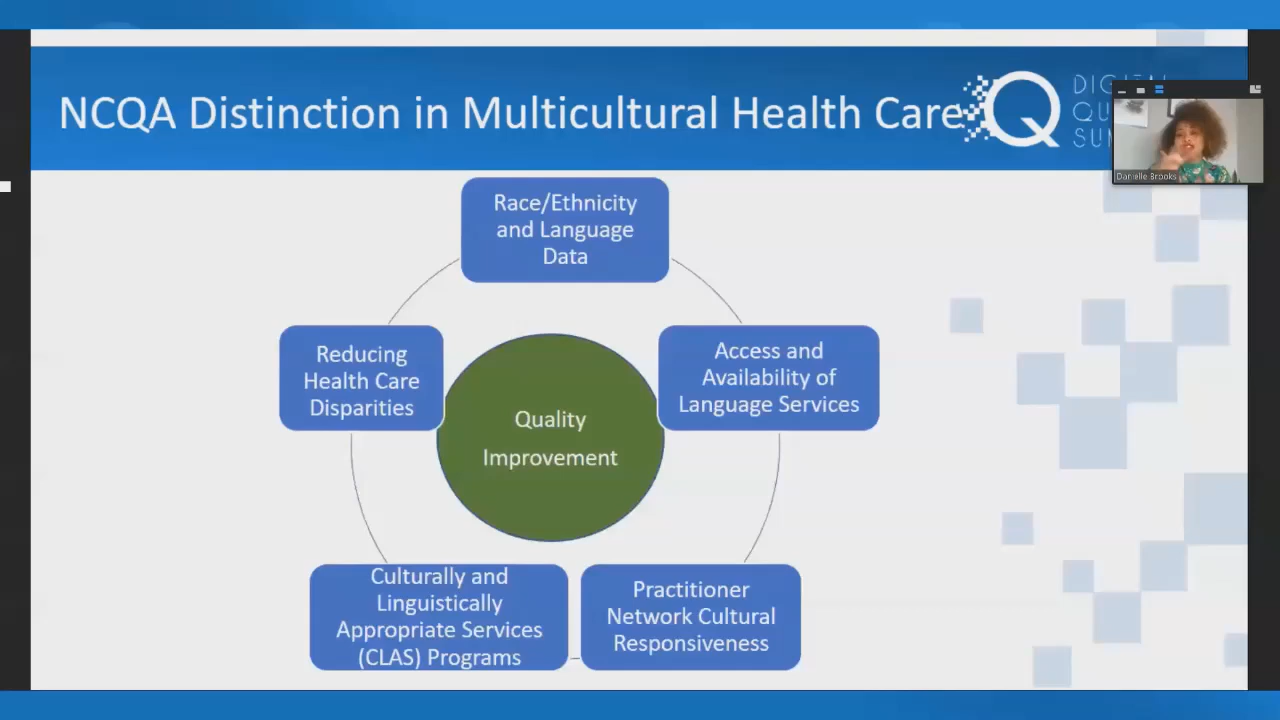 NCQA Distinction in Multicultural Health Care
Danielle Brooks
Race/Ethnicity
and Language
Data
Reducing
Health Care
Disparities
Access and
Availability of
Language Services
Quality
Improvement
Culturally and
Linguistically
Appropriate Services
(CLAS) Programs
Practitioner
Network Cultural
Responsiveness